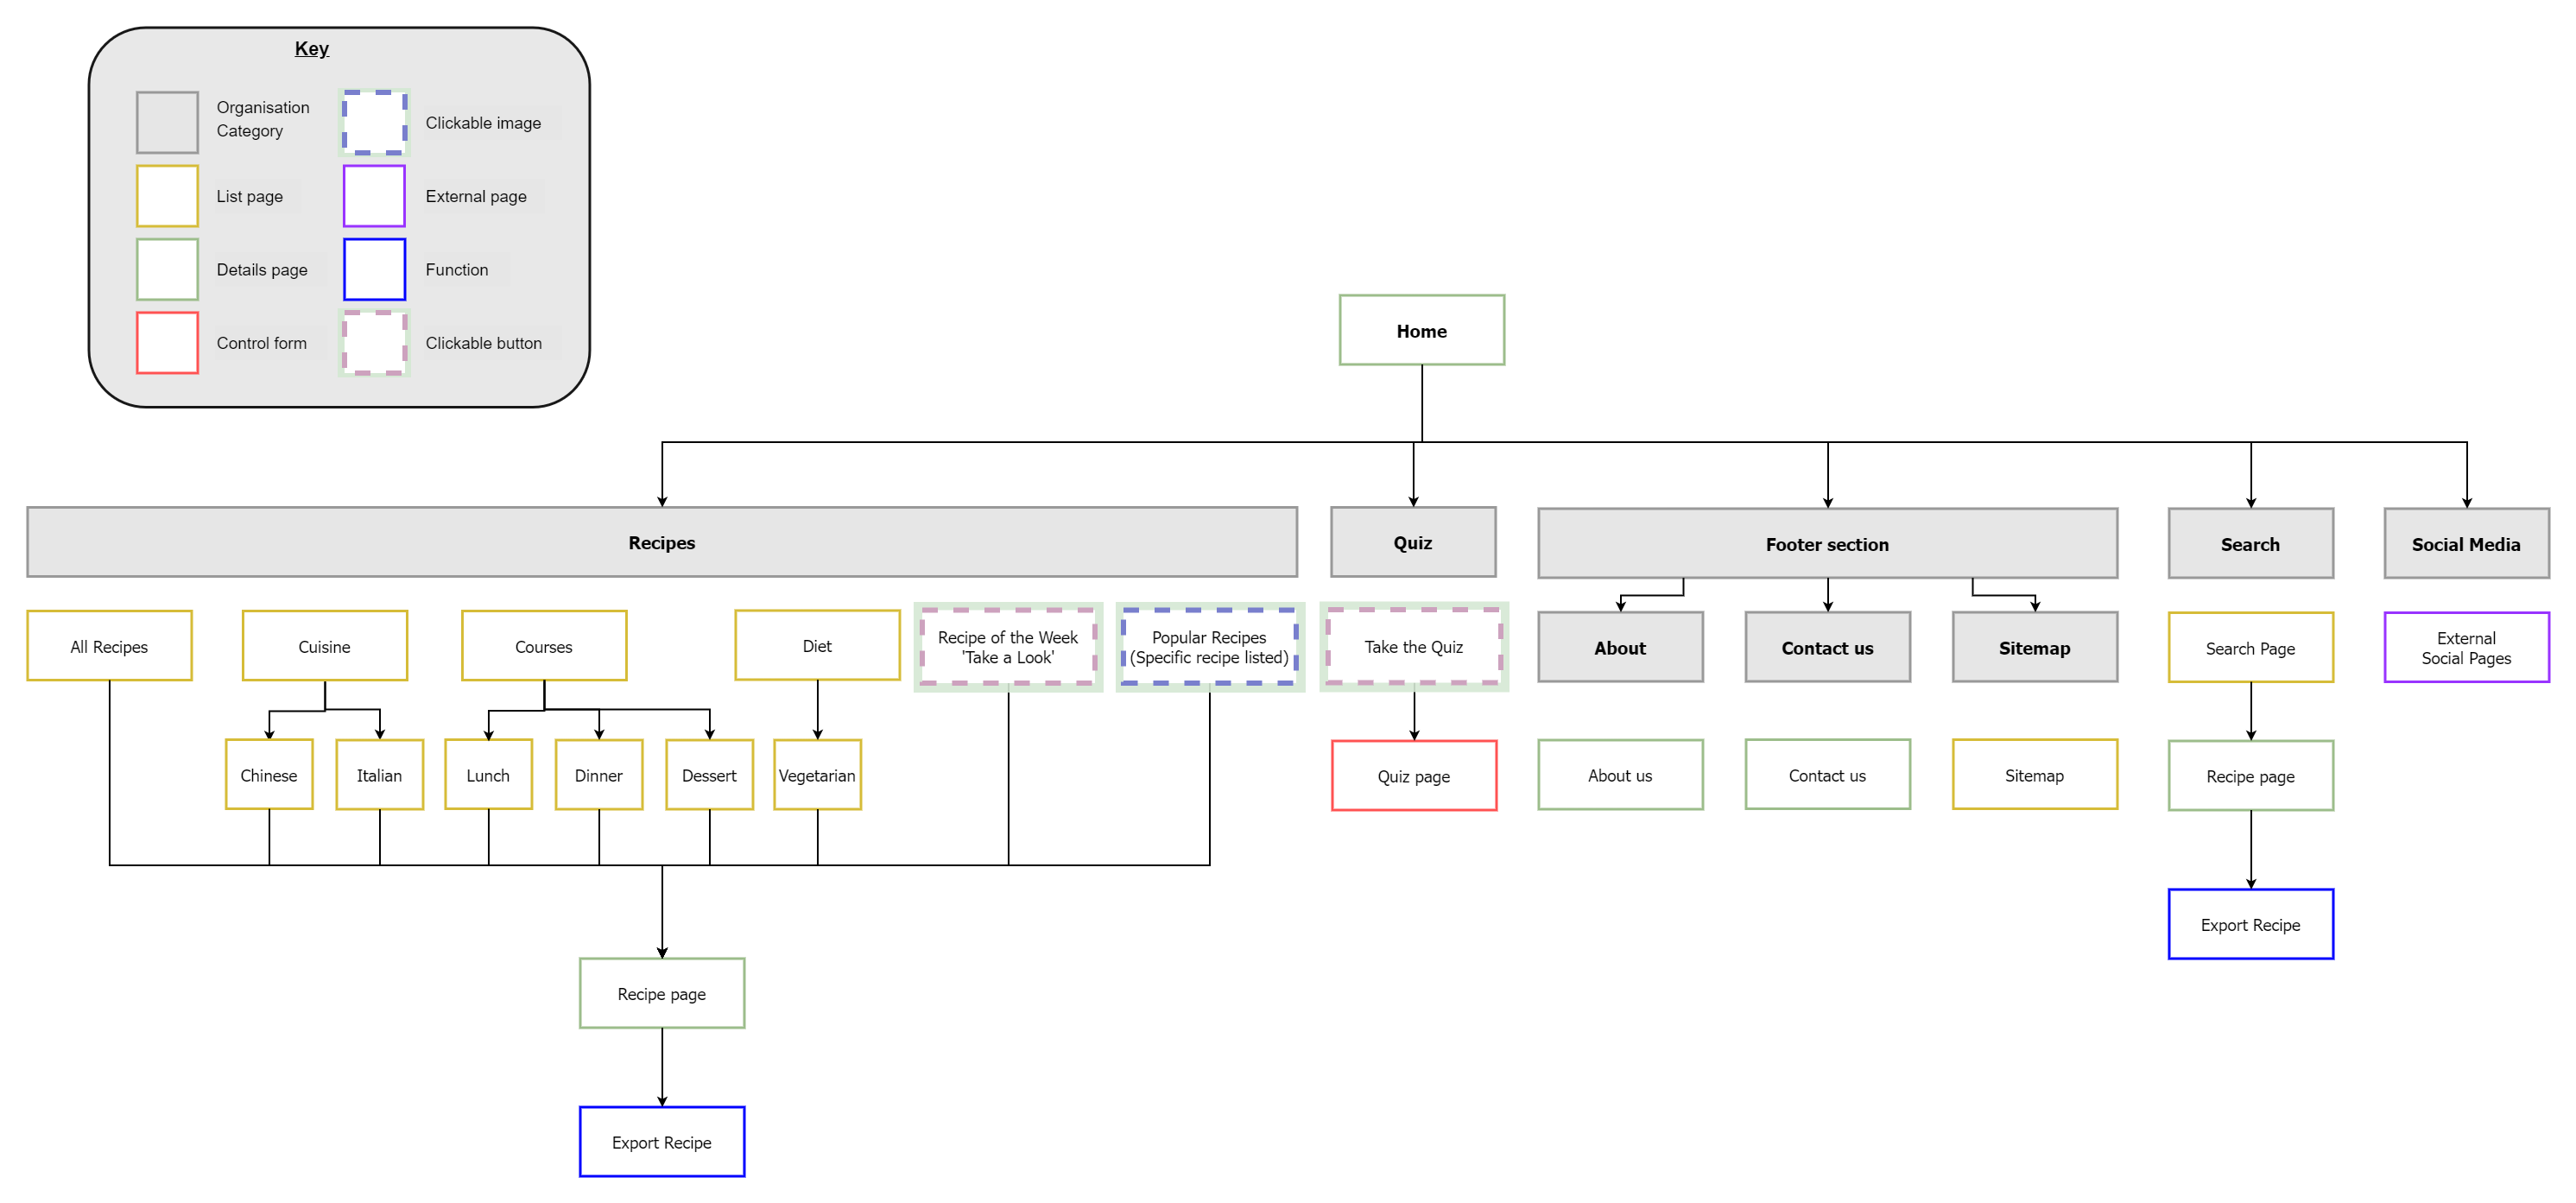 Key
Organisation
Category
Clickable image
List page
External page
Details page
Function
Control form
Clickable button
Home
Recipes
Quiz
Footer section
Search
Social Media
All Recipes
Cuisine
Courses
Diet
Recipe of the Week
'Take a Look'
Popular Recipes
(Specific recipe listed)
Take the Quiz
About
Contact us
Sitemap
Search Page
External
Social Pages
Chinese
Italian
Lunch
Dinner
Dessert
Vegetarian
Quiz page
About us
Contact us
Sitemap
Recipe page
Export Recipe
Recipe page
Export Recipe